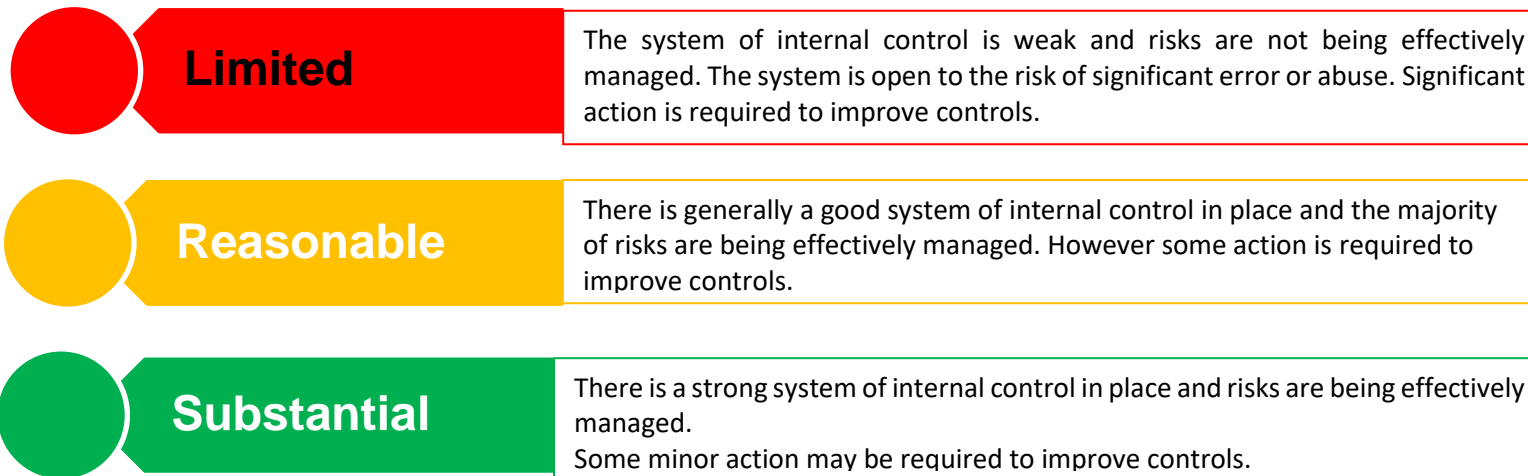 Limited
The system of internal control is weak and risks are not being effectively
managed. The system is open to the risk of significant error or abuse. Significant
action is required to improve controls.
Reasonable
There is generally a good system of internal control in place and the majority
of risks are being effectively managed. However some action is required to
improve controls.
Substantial
There is a strong system of internal control in place and risks are being effectively
managed.
Some minor action may be required to improve controls.